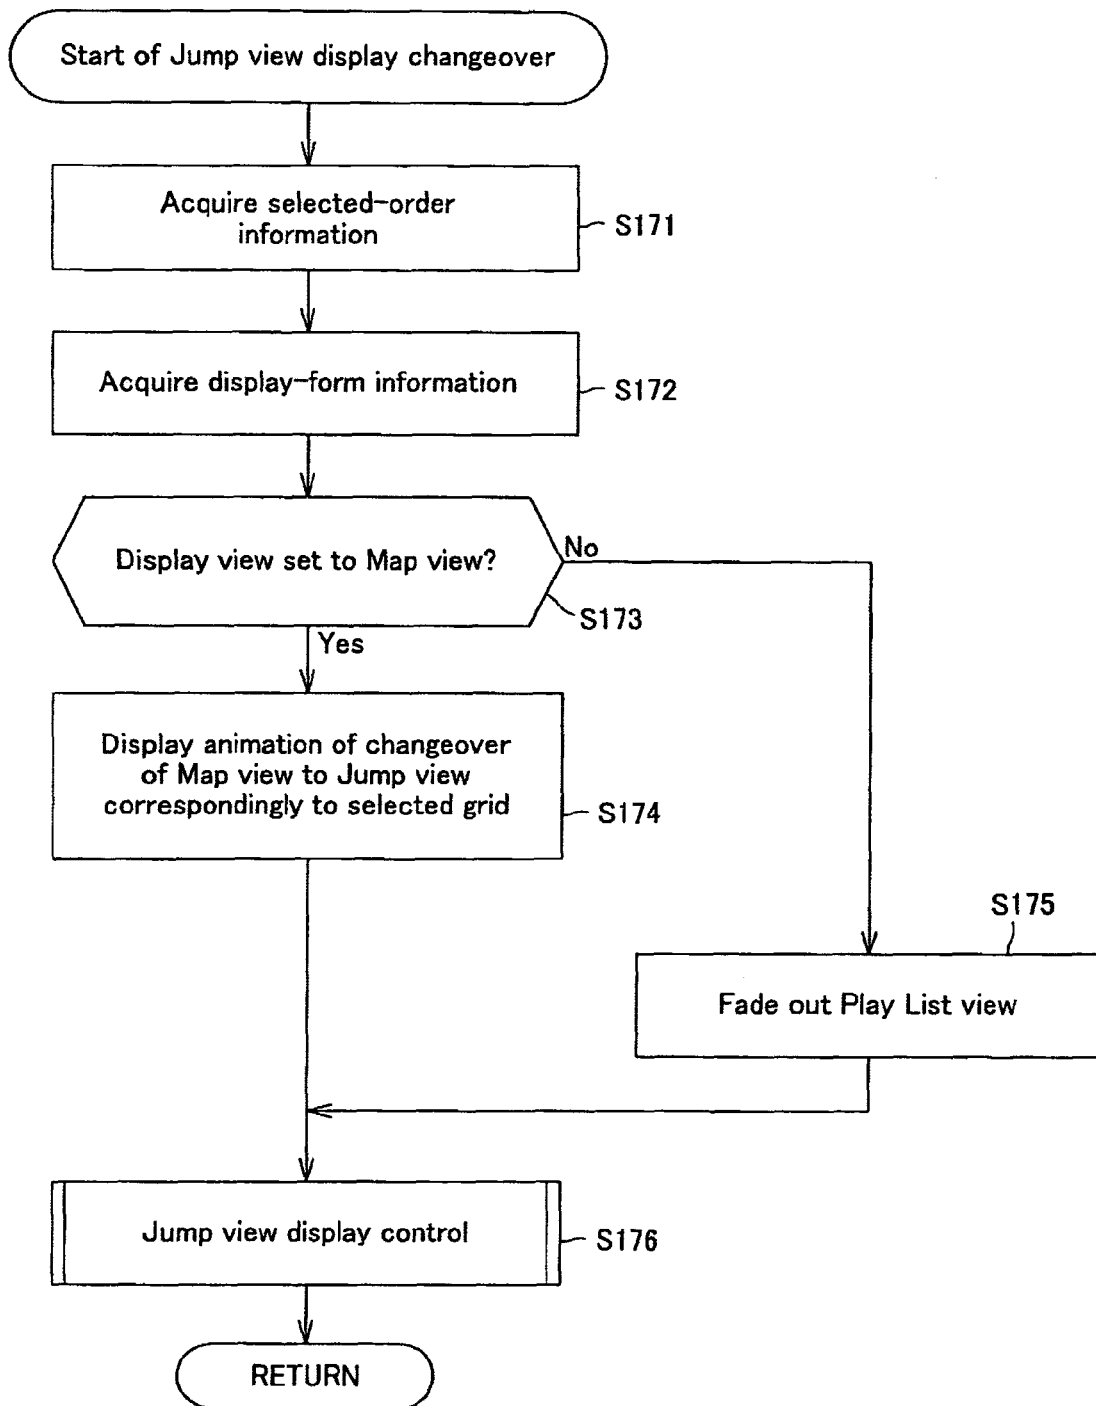 Start of Jump view display changeover
Acquire selected-order
information
S171
Acquire display-form information
S172
Display view set to Map view?
No
S173
Yes
Display animation of changeover
of Map view to Jump view
correspondingly to selected grid
S174
S175
Fade out Play List view
Jump view display control
S176
RETURN